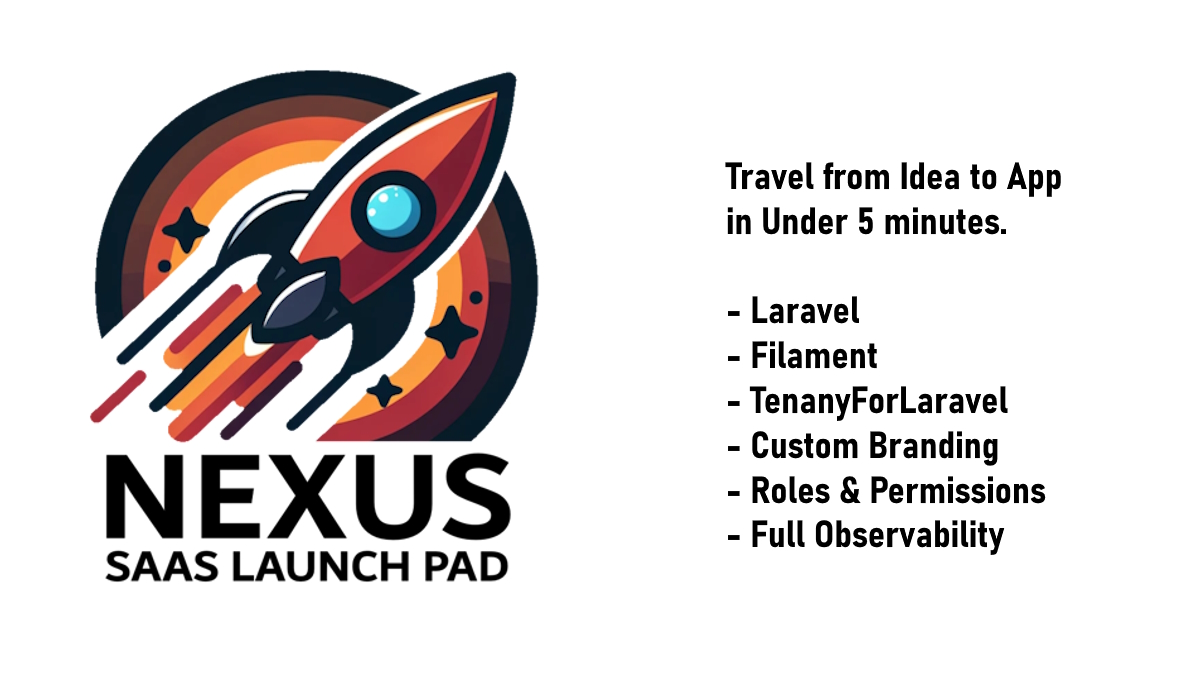 NEXUS
SAAS LAUNCH PAD
Travel from Idea to App
in Under 5 minutes.
- Laravel
- Filament
- TenanyForLaravel
- Custom Branding
- Roles & Permissions
- Full Observability